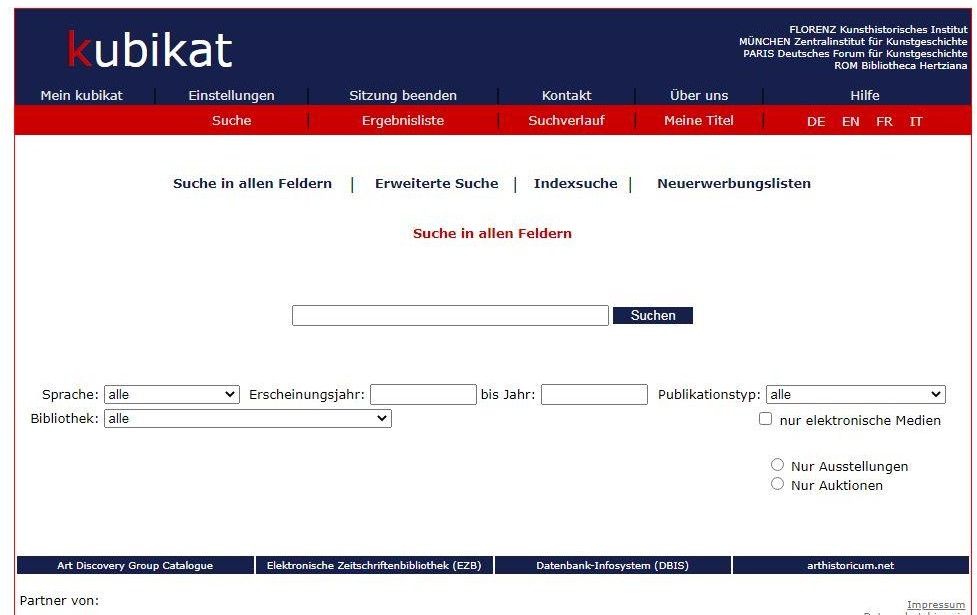 kubikat
FLORENZ Kunsthistorisches Institut
MÜNCHEN Zentralinstitut für Kunstgeschichte
PARIS Deutsches Forum für Kunstgeschichte
ROM Bibliotheca Hertziana
Mein kubikat Einstellungen Sitzung beenden Kontakt Über uns Hilfe
Suche Ergebnisliste Suchverlauf Meine Titel DE EN FR IT
Suche in allen Feldern | Erweiterte Suche | Indexsuche | Neuerwerbungslisten
Suche in allen Feldern
Suchen
Sprache: alle Erscheinungsjahr: bis Jahr: Publikationstyp: alle
Bibliothek: alle nur elektronische Medien
Nur Ausstellungen
Nur Auktionen
Art Discovery Group Catalogue Elektronische Zeitschriftenbibliothek (EZB) Datenbank-Infosystem (DBIS) arthistoricum.net
Partner von: Impressum